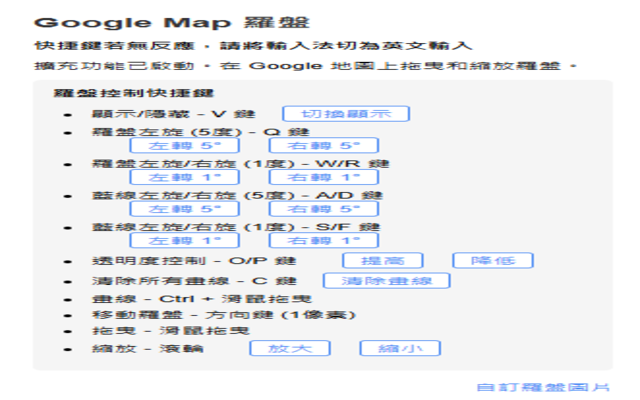 Google Map 羅盤
快捷鍵若無反應，請將輸入法切為英文輸入
擴充功能已啟動，在 Google 地圖上拖曳和縮放羅盤。
羅盤控制快捷鍵
顯示/隱藏 - V 鍵 切換顯示
羅盤左旋 (5度) - Q 鍵
左轉 5° 右轉 5°
羅盤左旋/右旋 (1度) - W/R 鍵
左轉 1° 右轉 1°
藍線左旋/右旋 (5度) - A/D 鍵
左轉 5° 右轉 5°
藍線左旋/右旋 (1度) - S/F 鍵
左轉 1° 右轉 1°
透明度控制 - O/P 鍵 提高 降低
清除所有畫線 - C 鍵 清除畫線
畫線 - Ctrl + 滑鼠拖曳
移動羅盤 - 方向鍵 (1像素)
拖曳 - 滑鼠拖曳
縮放 - 滾輪 放大 縮小
自訂羅盤圖片